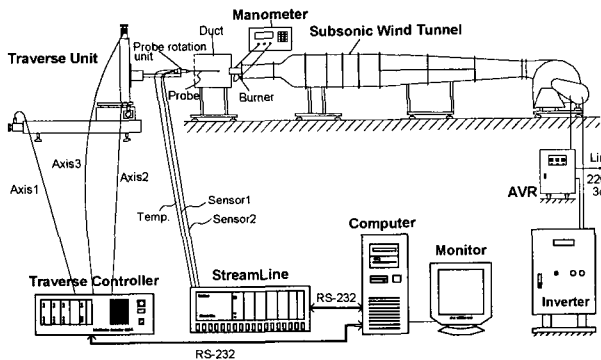 Manometer
Traverse Unit
Duct
Subsonic Wind Tunnel
Probe rotation
unit
Probe
Burner
Axis3
Axis1
Axis2
Sensor1
Temp.
Sensor2
AVR
Computer
Monitor
Traverse Controller
StreamLine
RS-232
Inverter
RS-232